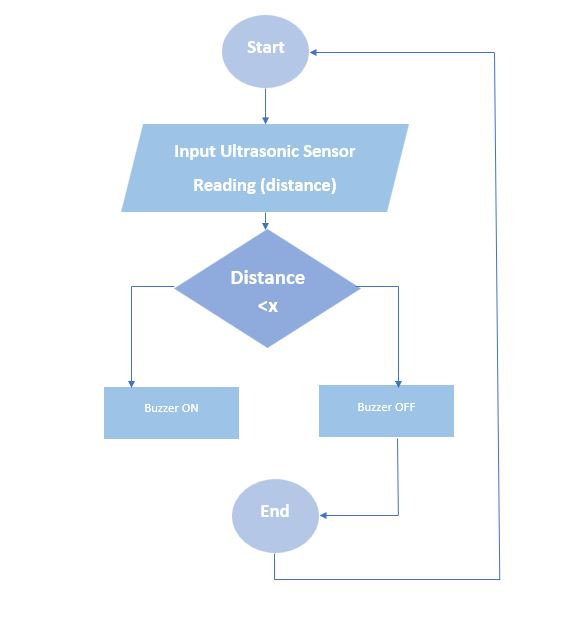 Start
Input Ultrasonic Sensor
Reading (distance)
Distance
<x
Buzzer ON
Buzzer OFF
End